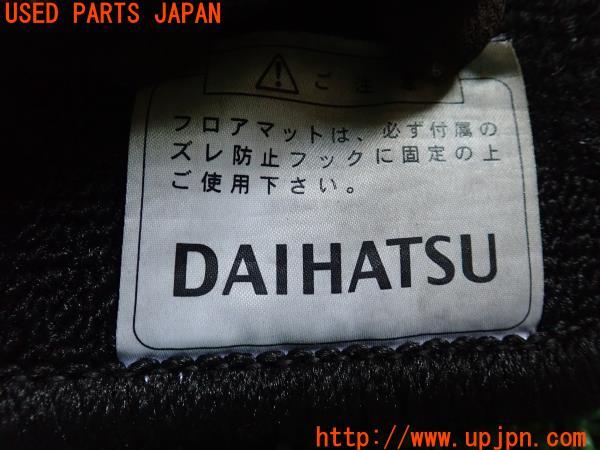 USED PARTS JAPAN
ご注意
フロアマットは、必ず付属の
ズレ防止フックに固定の上
ご使用下さい。
DAIHATSU
http://www.upjpn.com/